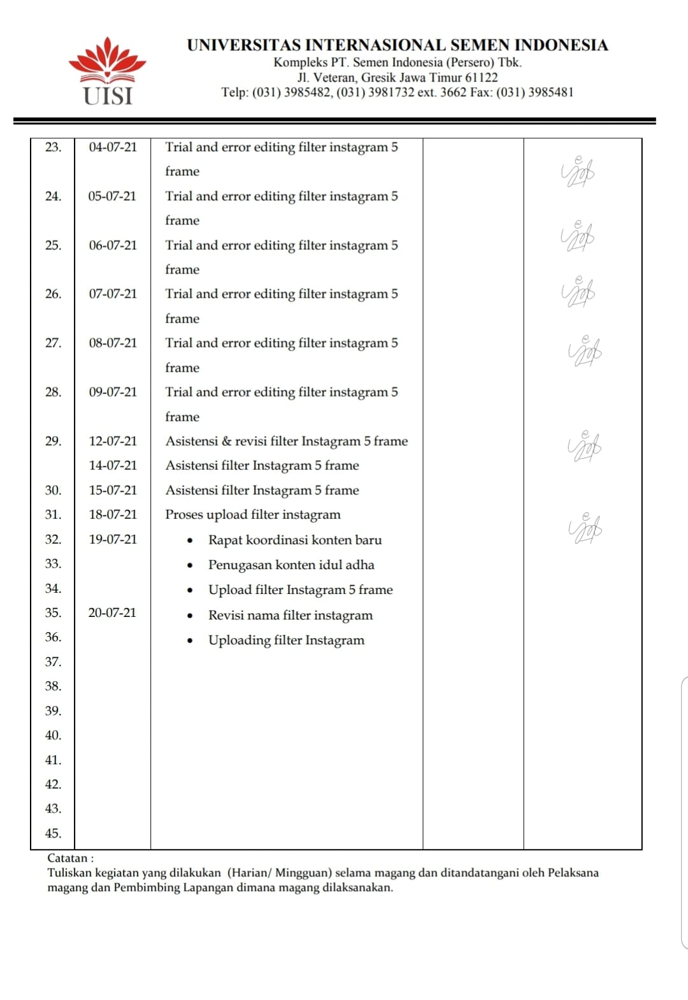 UISI
UNIVERSITAS INTERNASIONAL SEMEN INDONESIA
Kompleks PT. Semen Indonesia (Persero) Tbk.
Jl. Veteran, Gresik Jawa Timur 61122
Telp: (031) 3985482, (031) 3981732 ext. 3662 Fax: (031) 3985481
23. 04-07-21 Trial and error editing filter instagram 5
frame
24. 05-07-21 Trial and error editing filter instagram 5
frame
25. 06-07-21 Trial and error editing filter instagram 5
frame
26. 07-07-21 Trial and error editing filter instagram 5
frame
27. 08-07-21 Trial and error editing filter instagram 5
frame
28. 09-07-21 Trial and error editing filter instagram 5
frame
29. 12-07-21 Asistensi & revisi filter Instagram 5 frame
14-07-21 Asistensi filter Instagram 5 frame
30. 15-07-21 Asistensi filter Instagram 5 frame
31. 18-07-21 Proses upload filter instagram
32. 19-07-21 • Rapat koordinasi konten baru
33. • Penugasan konten idul adha
34. • Upload filter Instagram 5 frame
35. 20-07-21 • Revisi nama filter instagram
36. • Uploading filter Instagram
37.
38.
39.
40.
41.
42.
43.
45.
Catatan :
Tuliskan kegiatan yang dilakukan (Harian/ Mingguan) selama magang dan ditandatangani oleh Pelaksana
magang dan Pembimbing Lapangan dimana magang dilaksanakan.